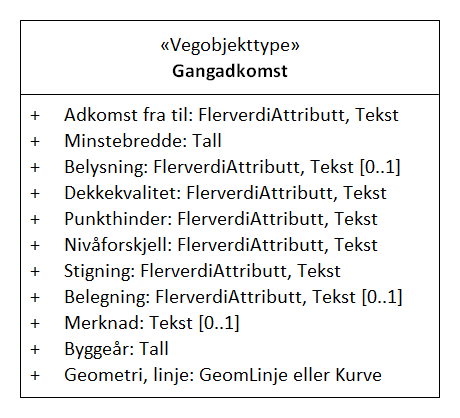 «Vegobjekttype»
Gangadkomst
+ Adkomst fra til: FlerverdiAttributt, Tekst
+ Minstebredde: Tall
+ Belysning: FlerverdiAttributt, Tekst [0..1]
+ Dekkekvalitet: FlerverdiAttributt, Tekst
+ Punkthinder: FlerverdiAttributt, Tekst
+ Nivåforskjell: FlerverdiAttributt, Tekst
+ Stigning: FlerverdiAttributt, Tekst
+ Belegning: FlerverdiAttributt, Tekst [0..1]
+ Merknad: Tekst [0..1]
+ Byggeår: Tall
+ Geometri, linje: GeomLinje eller Kurve